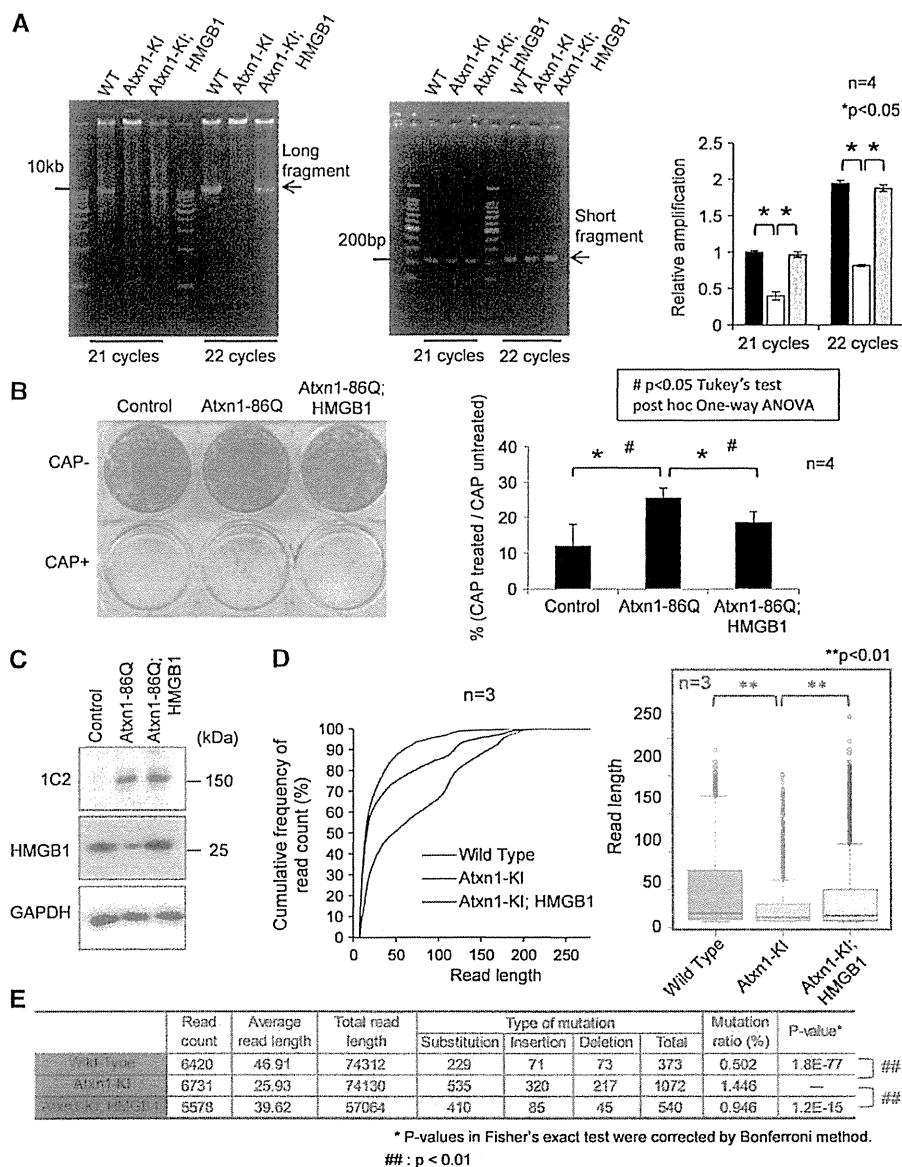 A
WT
Atxn1-KI
Atxn1-KI;
HMGB1
WT
Atxn1-KI
Atxn1-KI;
HMGB1
10kb
Long
fragment
21 cycles
22 cycles
WT
Atxn1-KI
Atxn1-KI;
HMGB1
WT
Atxn1-KI
Atxn1-KI;
HMGB1
200bp
Short
fragment
21 cycles
22 cycles
n=4
*p<0.05
Relative amplification
2.5
2
1.5
1
0.5
0
* *
* *
21 cycles
22 cycles
B
Control
Atxn1-86Q
Atxn1-86Q;
HMGB1
CAP-
CAP+
# p<0.05 Tukey's test
post hoc One-way ANOVA
% (CAP treated / CAP untreated)
40
30
20
10
0
* #
* #
n=4
Control
Atxn1-86Q
Atxn1-86Q;
HMGB1
C
Control
Atxn1-86Q
Atxn1-86Q;
HMGB1
(kDa)
1C2
150
HMGB1
25
GAPDH
D
n=3
Cumulative frequency of
read count (%)
100
90
80
70
60
50
40
30
20
10
0
Wild Type
Atxn1-KI
Atxn1-KI; HMGB1
0 50 100 150 200 250
Read length
**p<0.01
n=3
** **
Read length
250
200
150
100
50
0
Wild Type
Atxn1-KI
Atxn1-KI;
HMGB1
E
Read count Average read length Total read length Type of mutation Mutation ratio (%) P-value*
Substitution Insertion Deletion Total
Wild Type 6420 46.91 74312 229 71 73 373 0.502 1.8E-77
##
Atxn1-KI 6731 25.93 74130 535 320 217 1072 1.446 —
##
Atxn1-KI; HMGB1 5578 39.62 57064 410 85 45 540 0.946 1.2E-15
* P-values in Fisher's exact test were corrected by Bonferroni method.
## : p < 0.01